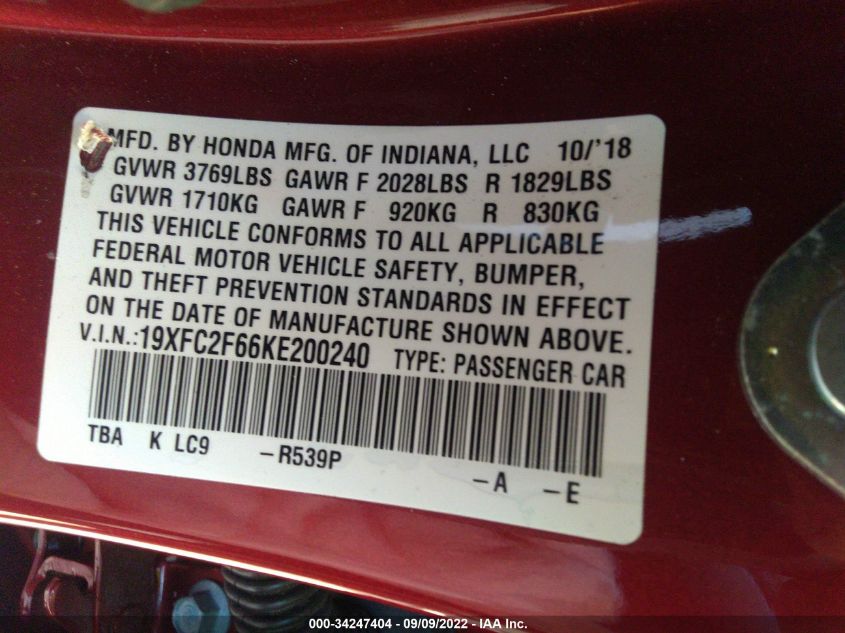 MFD. BY HONDA MFG. OF INDIANA, LLC 10/'18
GVWR 3769LBS GAWR F 2028LBS R 1829LBS
GVWR 1710KG GAWR F 920KG R 830KG
THIS VEHICLE CONFORMS TO ALL APPLICABLE
FEDERAL MOTOR VEHICLE SAFETY, BUMPER,
AND THEFT PREVENTION STANDARDS IN EFFECT
ON THE DATE OF MANUFACTURE SHOWN ABOVE.
V.I.N.:19XFC2F66KE200240 TYPE: PASSENGER CAR
TBA K LC9 -R539P -A -E
000-34247404 - 09/09/2022 - IAA Inc.